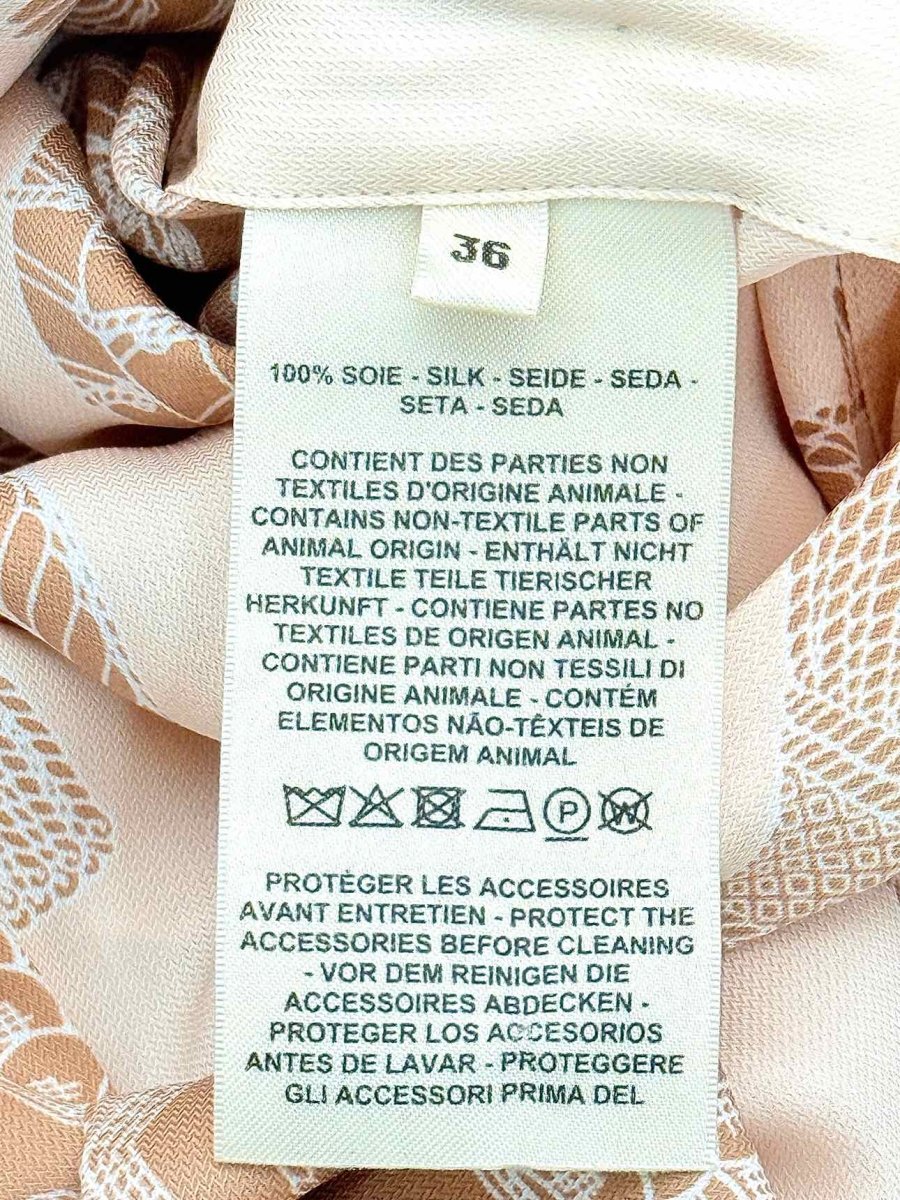 36
100% SOIE - SILK - SEIDE - SEDA -
SETA - SEDA
CONTIENT DES PARTIES NON
TEXTILES D'ORIGINE ANIMALE -
CONTAINS NON-TEXTILE PARTS OF
ANIMAL ORIGIN - ENTHÄLT NICHT
TEXTILE TEILE TIERISCHER
HERKUNFT - CONTIENE PARTES NO
TEXTILES DE ORIGEN ANIMAL -
CONTIENE PARTI NON TESSILI DI
ORIGINE ANIMALE - CONTÉM
ELEMENTOS NÃO-TÊXTEIS DE
ORIGEM ANIMAL
P W
PROTÉGER LES ACCESSOIRES
AVANT ENTRETIEN - PROTECT THE
ACCESSORIES BEFORE CLEANING
- VOR DEM REINIGEN DIE
ACCESSOIRES ABDECKEN -
PROTEGER LOS ACCESORIOS
ANTES DE LAVAR - PROTEGGERE
GLI ACCESSORI PRIMA DEL